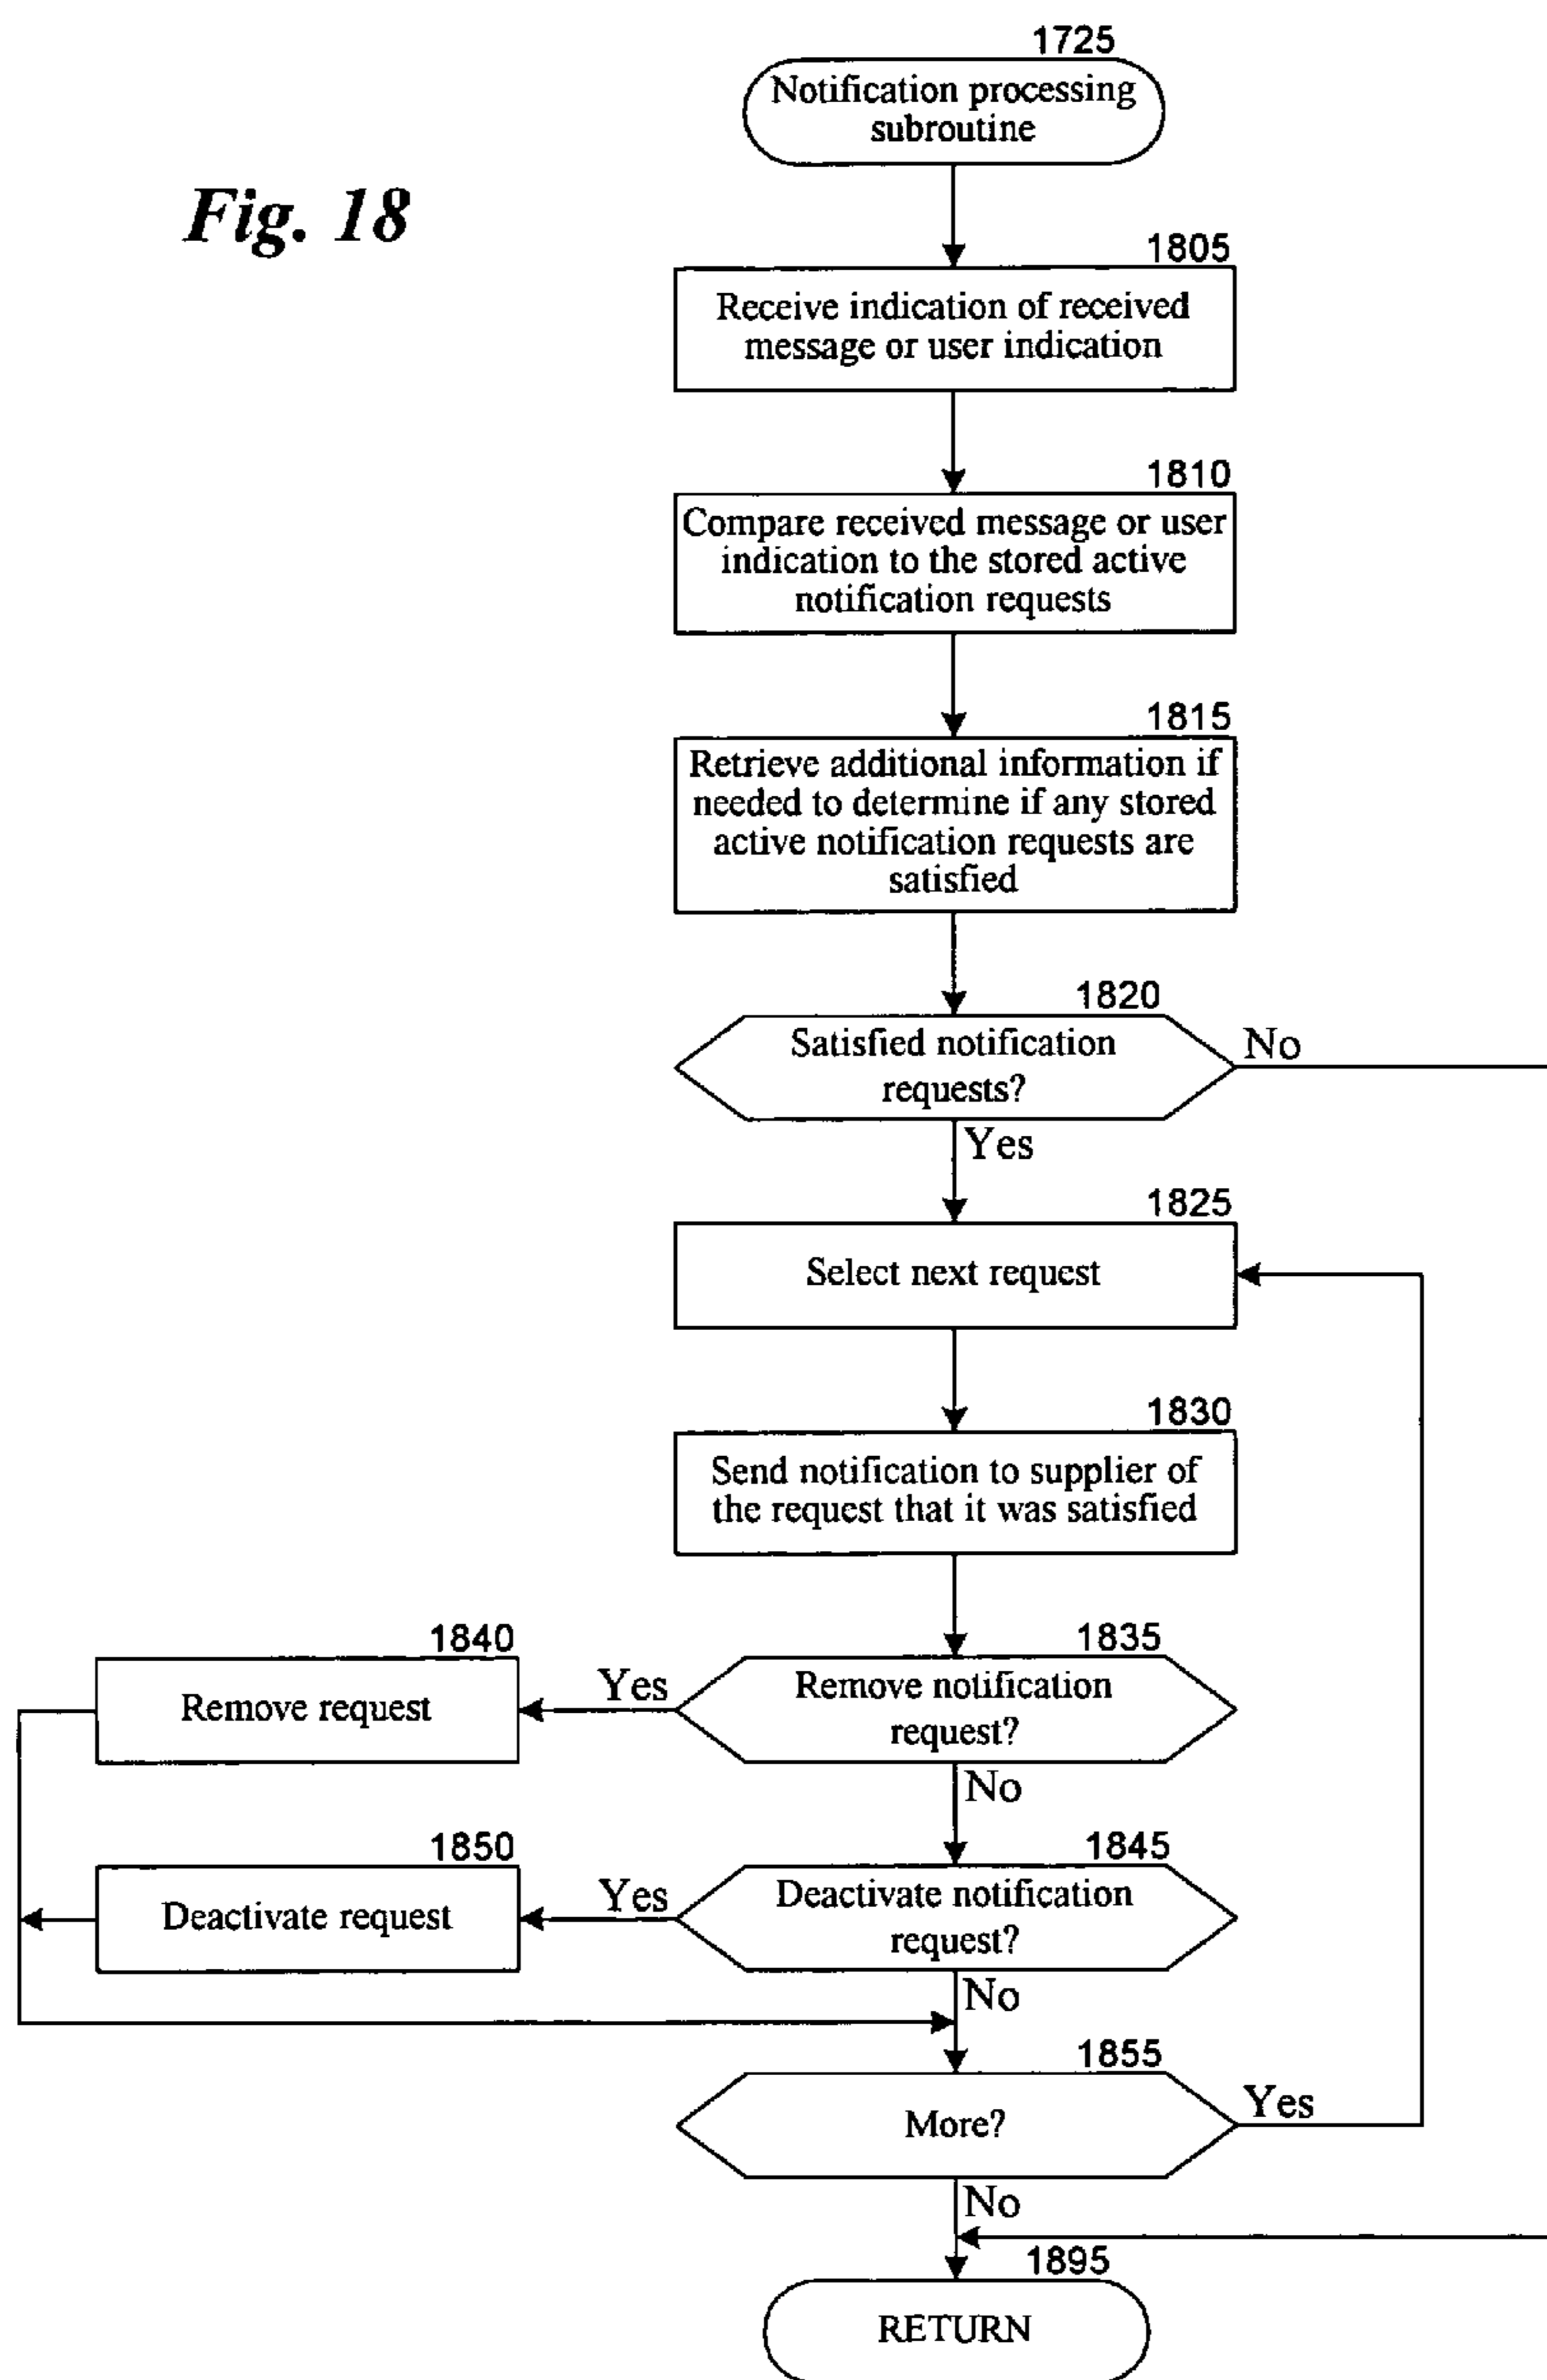 1725
Notification processing
subroutine
Fig. 18
1805
Receive indication of received
message or user indication
1810
Compare received message or user
indication to the stored active
notification requests
1815
Retrieve additional information if
needed to determine if any stored
active notification requests are
satisfied
1820
Satisfied notification
requests?
No
Yes
1825
Select next request
1830
Send notification to supplier of
the request that it was satisfied
1840
Remove request
Yes
1835
Remove notification
request?
No
1850
Deactivate request
Yes
1845
Deactivate notification
request?
No
1855
More?
Yes
No
1895
RETURN